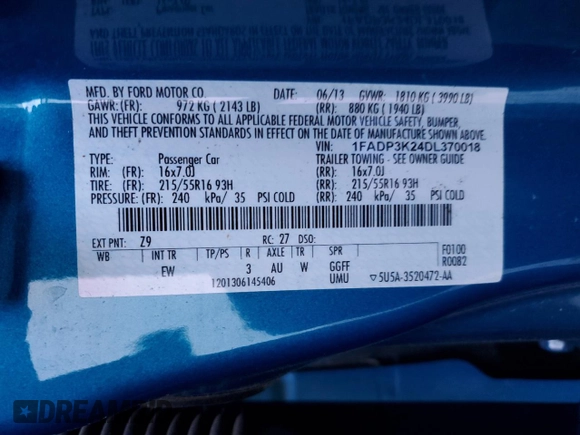 MFD. BY FORD MOTOR CO. DATE: 06/13 GVWR: 1810 KG ( 3990 LB)
GAWR: (FR): 972 KG ( 2143 LB) (RR): 880 KG ( 1940 LB)
THIS VEHICLE CONFORMS TO ALL APPLICABLE FEDERAL MOTOR VEHICLE SAFETY, BUMPER,
AND THEFT PREVENTION STANDARDS IN EFFECT ON THE DATE OF MANUFACTURE SHOWN ABOVE.
VIN: 1FADP3K24DL370018
TYPE: Passenger Car TRAILER TOWING - SEE OWNER GUIDE
RIM: (FR): 16x7.0J (RR): 16x7.0J
TIRE: (FR): 215/55R16 93H (RR): 215/55R16 93H
PRESSURE: (FR): 240 kPa/ 35 PSI COLD (RR): 240 kPa/ 35 PSI COLD
EXT PNT: Z9 RC: 27 DSO: F0100
WB INT TR TP/PS R AXLE TR SPR R0082
EW 3 AU W GGFF
1201306145406 UMU ▽5U5A-3520472-AA